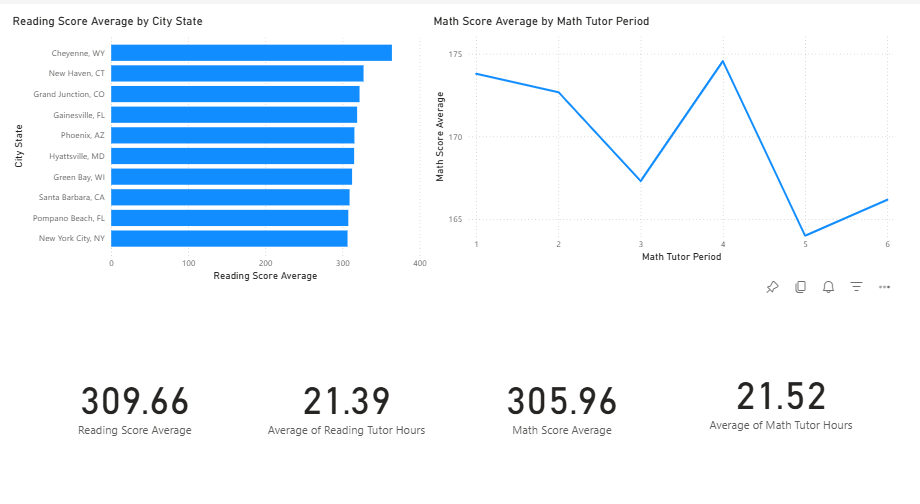 Reading Score Average by City State
City State
Cheyenne, WY
New Haven, CT
Grand Junction, CO
Gainesville, FL
Phoenix, AZ
Hyattsville, MD
Green Bay, WI
Santa Barbara, CA
Pompano Beach, FL
New York City, NY
0 100 200 300 400
Reading Score Average
Math Score Average by Math Tutor Period
Math Score Average
175
170
165
1 2 3 4 5 6
Math Tutor Period
309.66
Reading Score Average
21.39
Average of Reading Tutor Hours
305.96
Math Score Average
21.52
Average of Math Tutor Hours